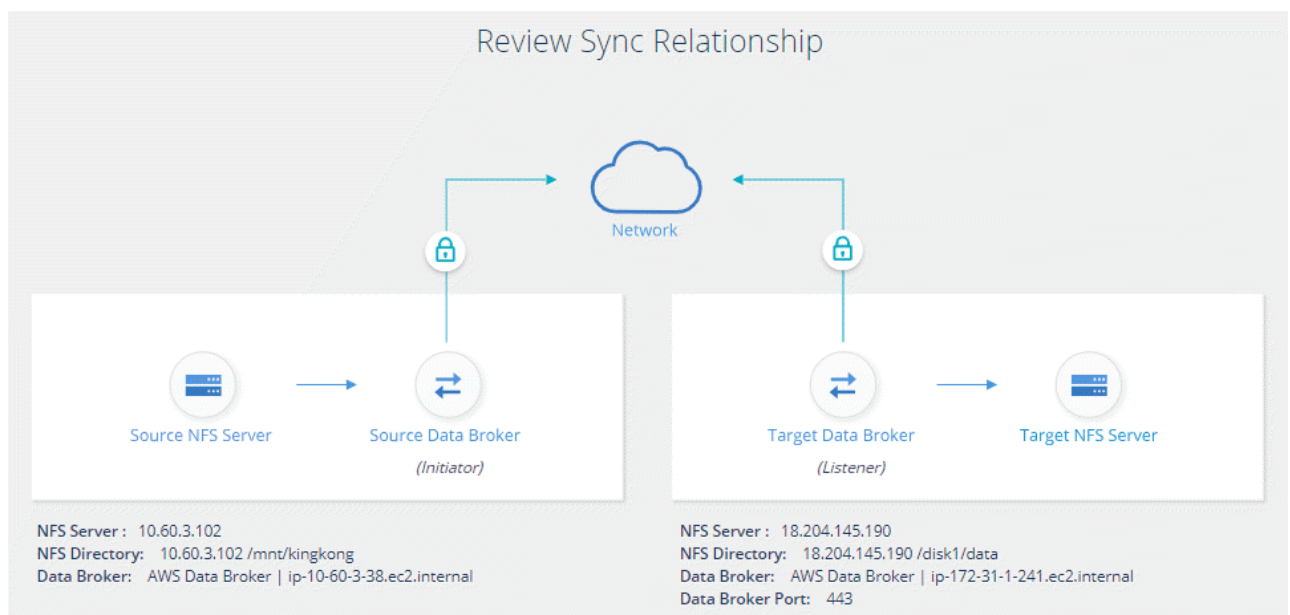 Review Sync Relationship
Network
Source NFS Server
Source Data Broker
(Initiator)
Target Data Broker
(Listener)
Target NFS Server
NFS Server : 10.60.3.102
NFS Directory: 10.60.3.102 /mnt/kingkong
Data Broker: AWS Data Broker | ip-10-60-3-38.ec2.internal
NFS Server : 18.204.145.190
NFS Directory: 18.204.145.190 /disk1/data
Data Broker: AWS Data Broker | ip-172-31-1-241.ec2.internal
Data Broker Port: 443